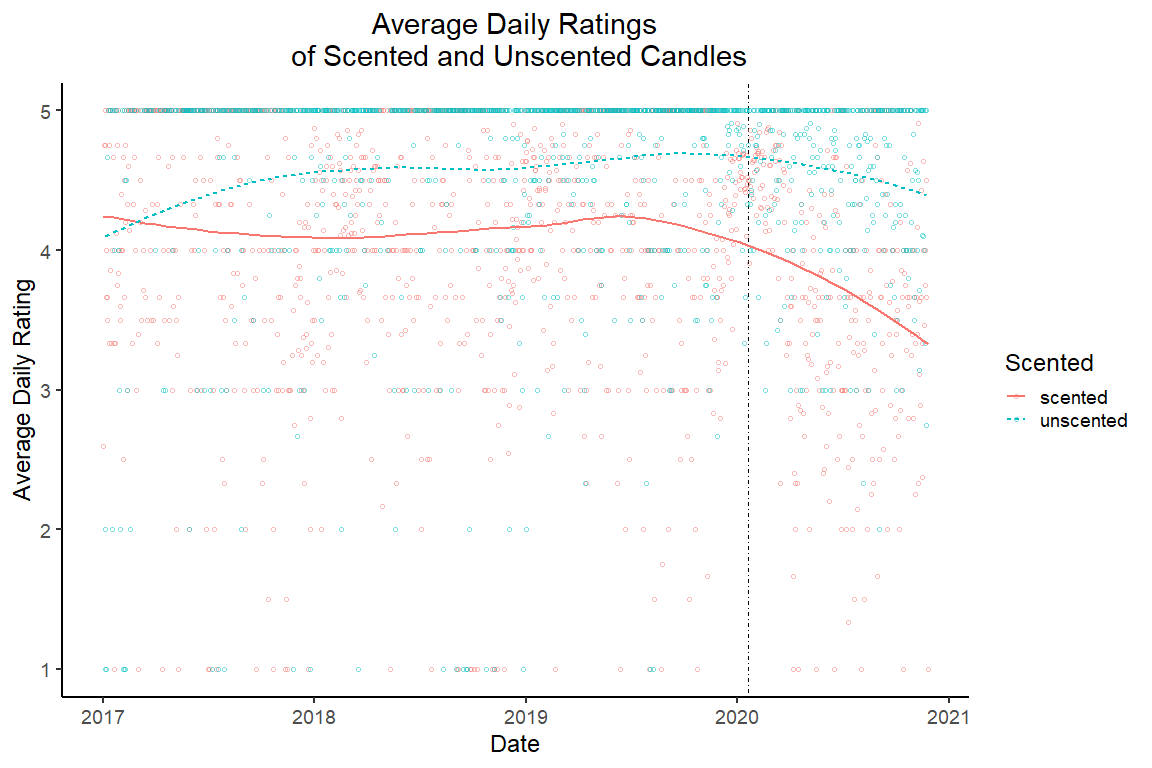 Average Daily Ratings
of Scented and Unscented Candles
Average Daily Rating
5
4
3
2
1
2017
2018
2019
2020
2021
Date
Scented
scented
unscented